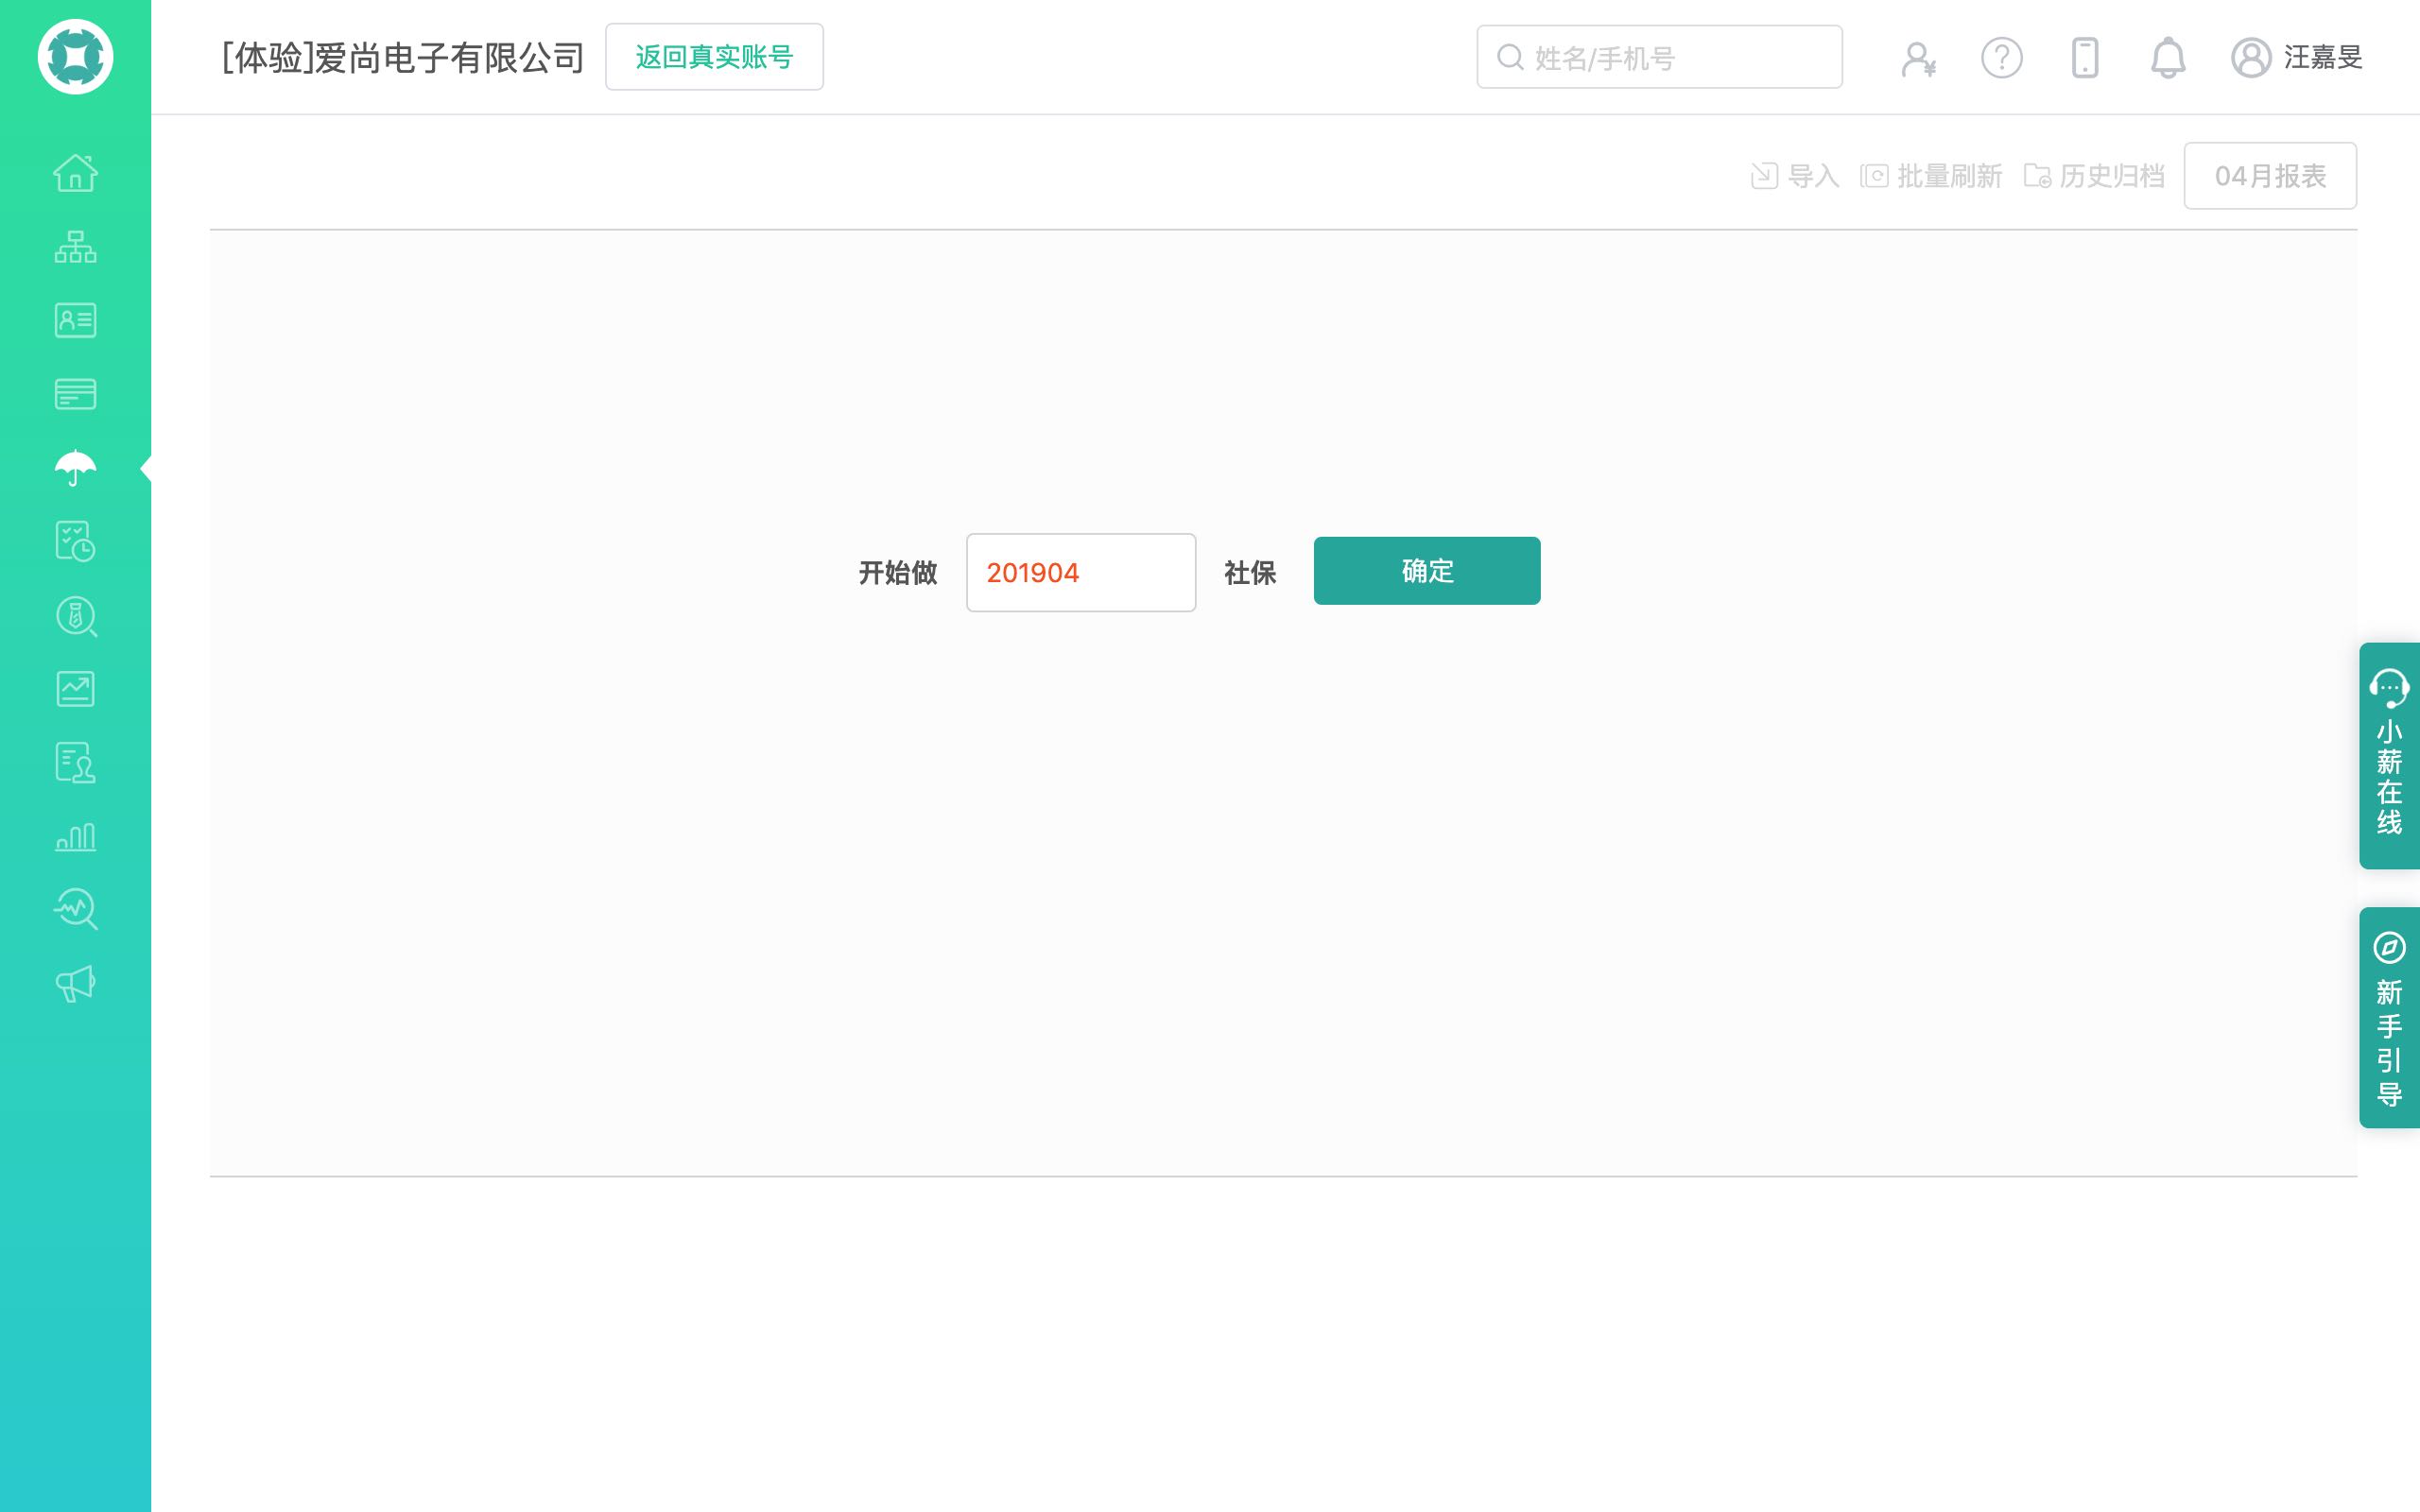 [体验]爱尚电子有限公司
返回真实账号
姓名/手机号
汪嘉旻
导入
批量刷新
历史归档
04月报表
开始做
201904
社保
确定
小薪在线
新手引导